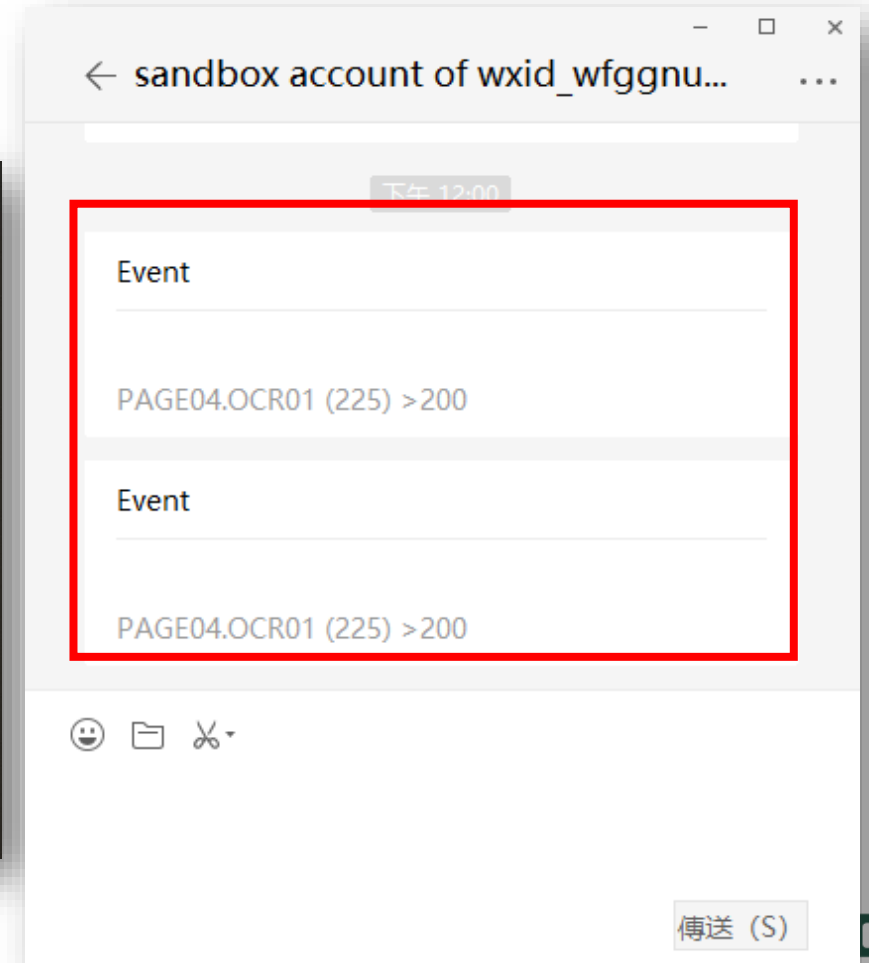 sandbox account of wxid_wfggnu...
下午 12:00
Event
PAGE04.OCR01 (225) >200
Event
PAGE04.OCR01 (225) >200
傳送 (S)